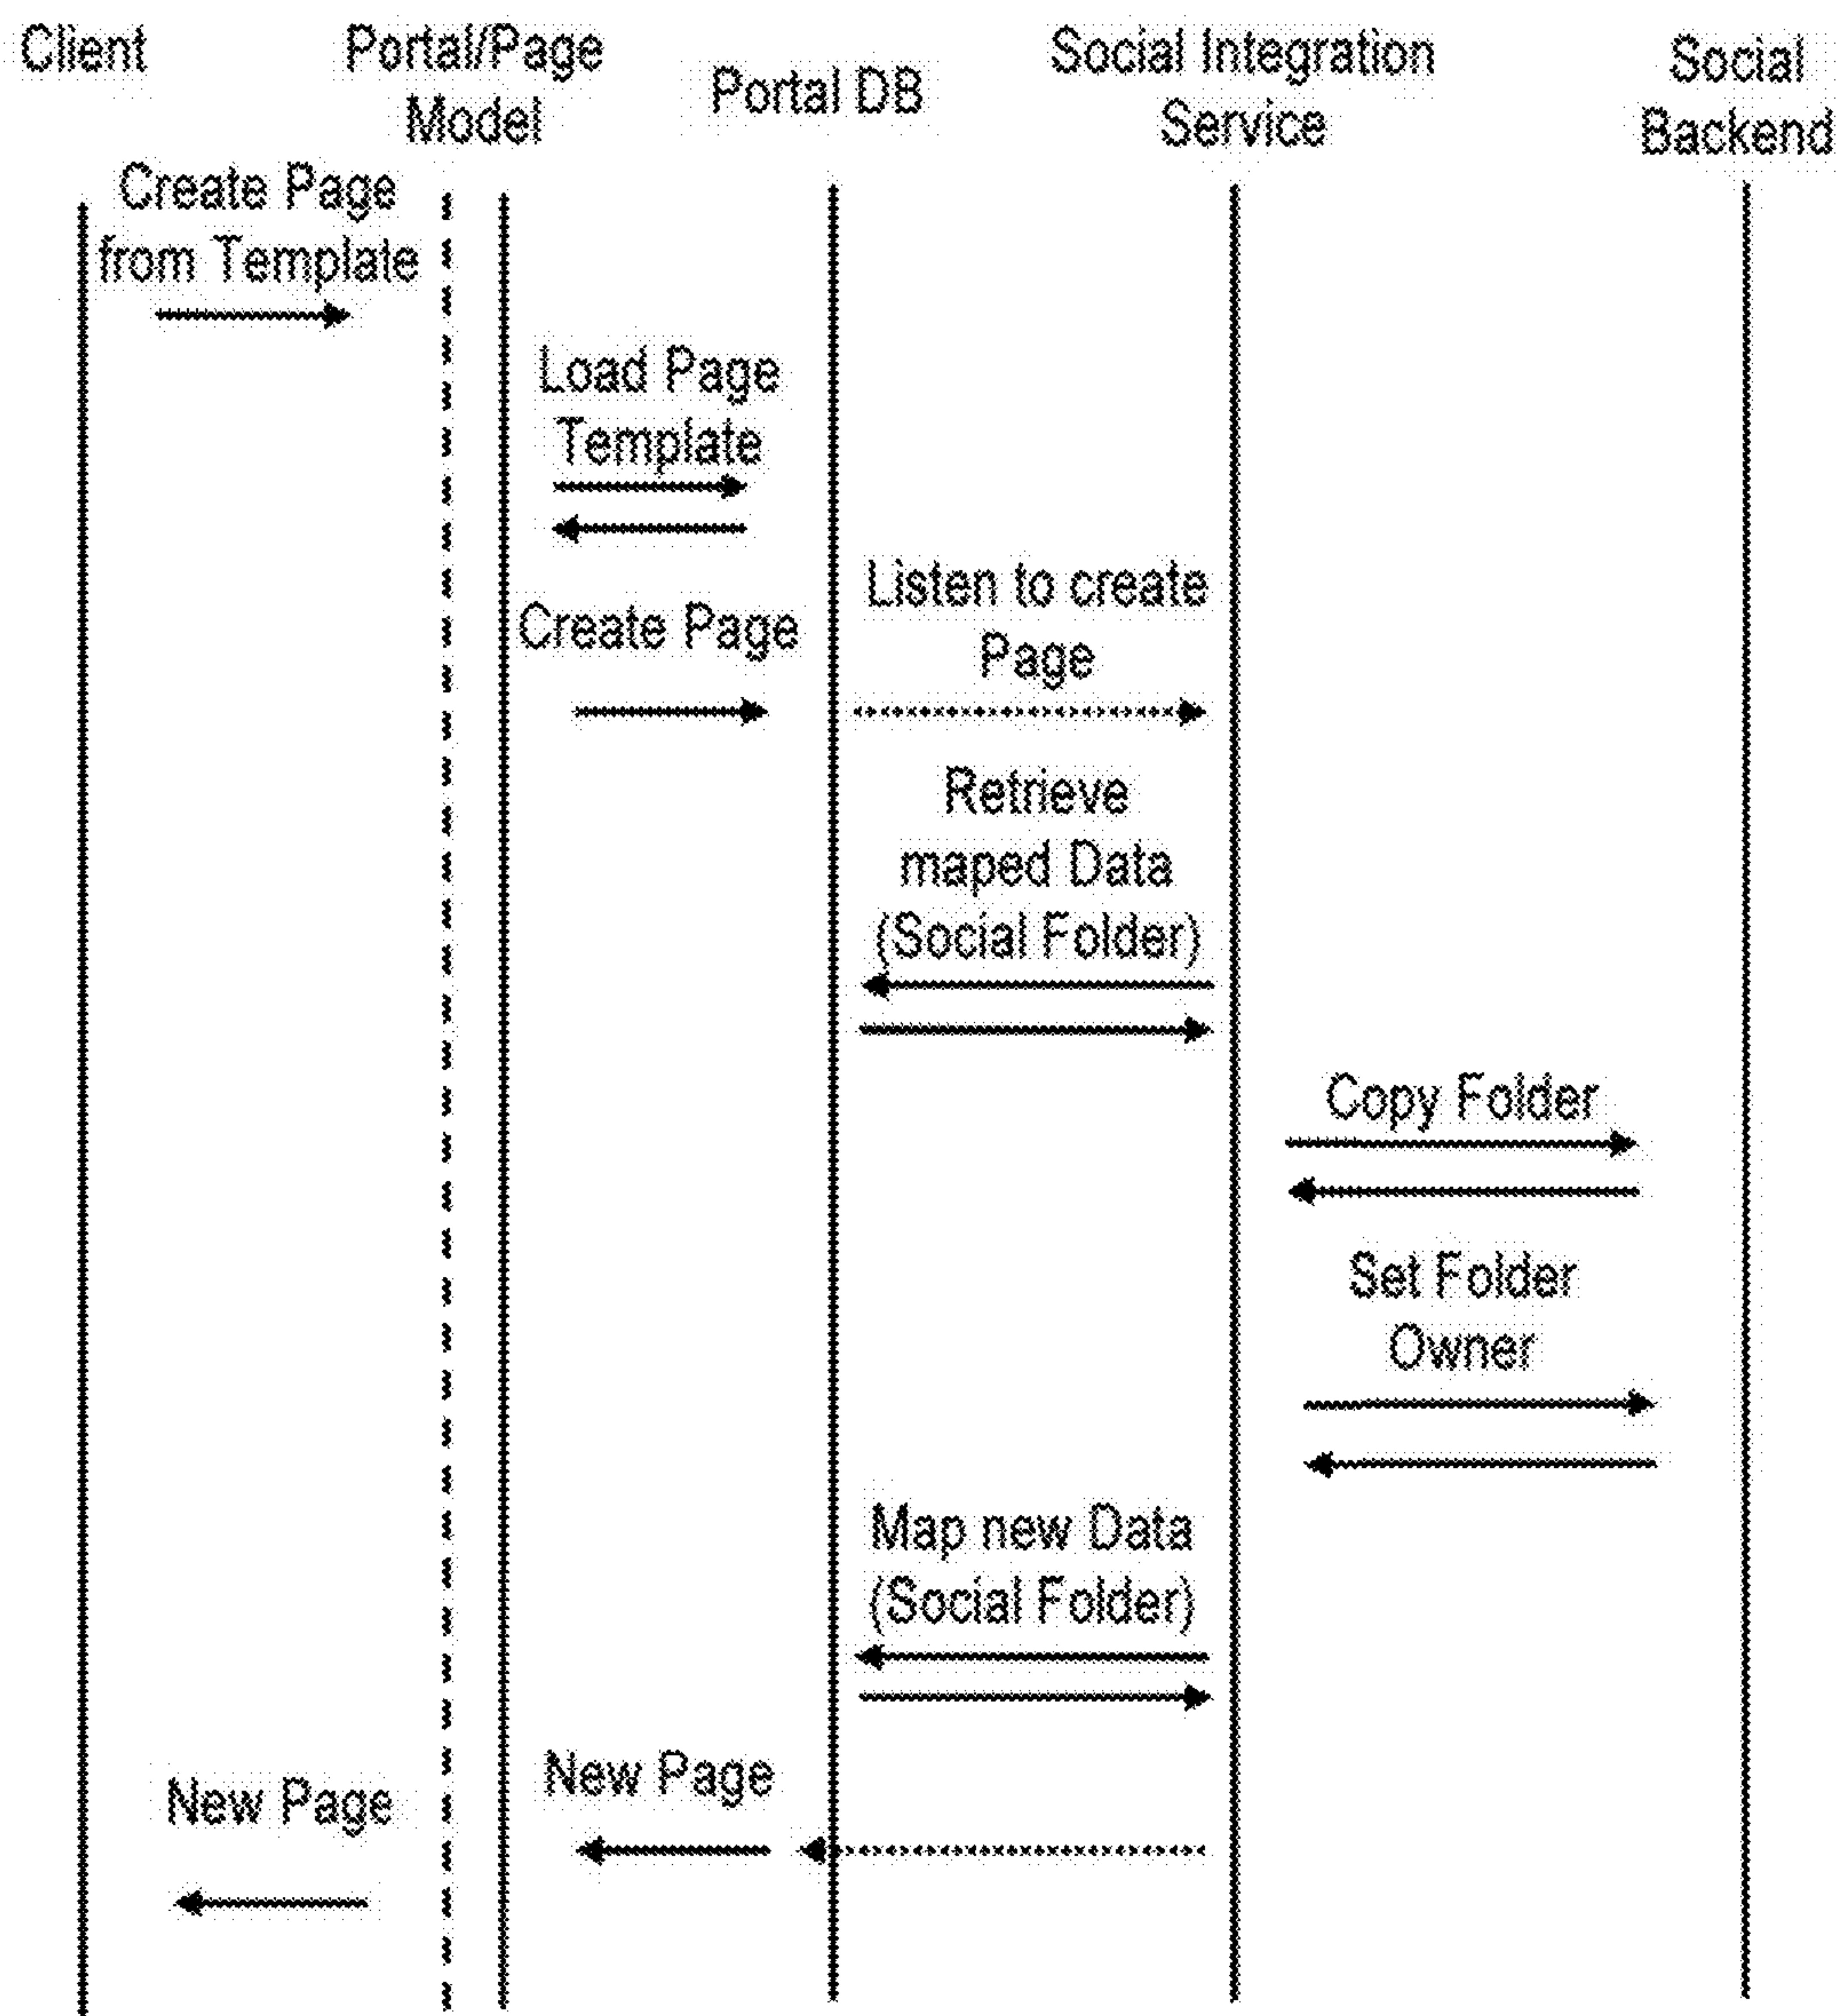 Client
Portal/Page
Model
Portal DB
Social Integration
Service
Social
Backend
Create Page
from Template
Load Page
Template
Create Page
Listen to create
Page
Retrieve
maped Data
(Social Folder)
Copy Folder
Set Folder
Owner
Map new Data
(Social Folder)
New Page
New Page